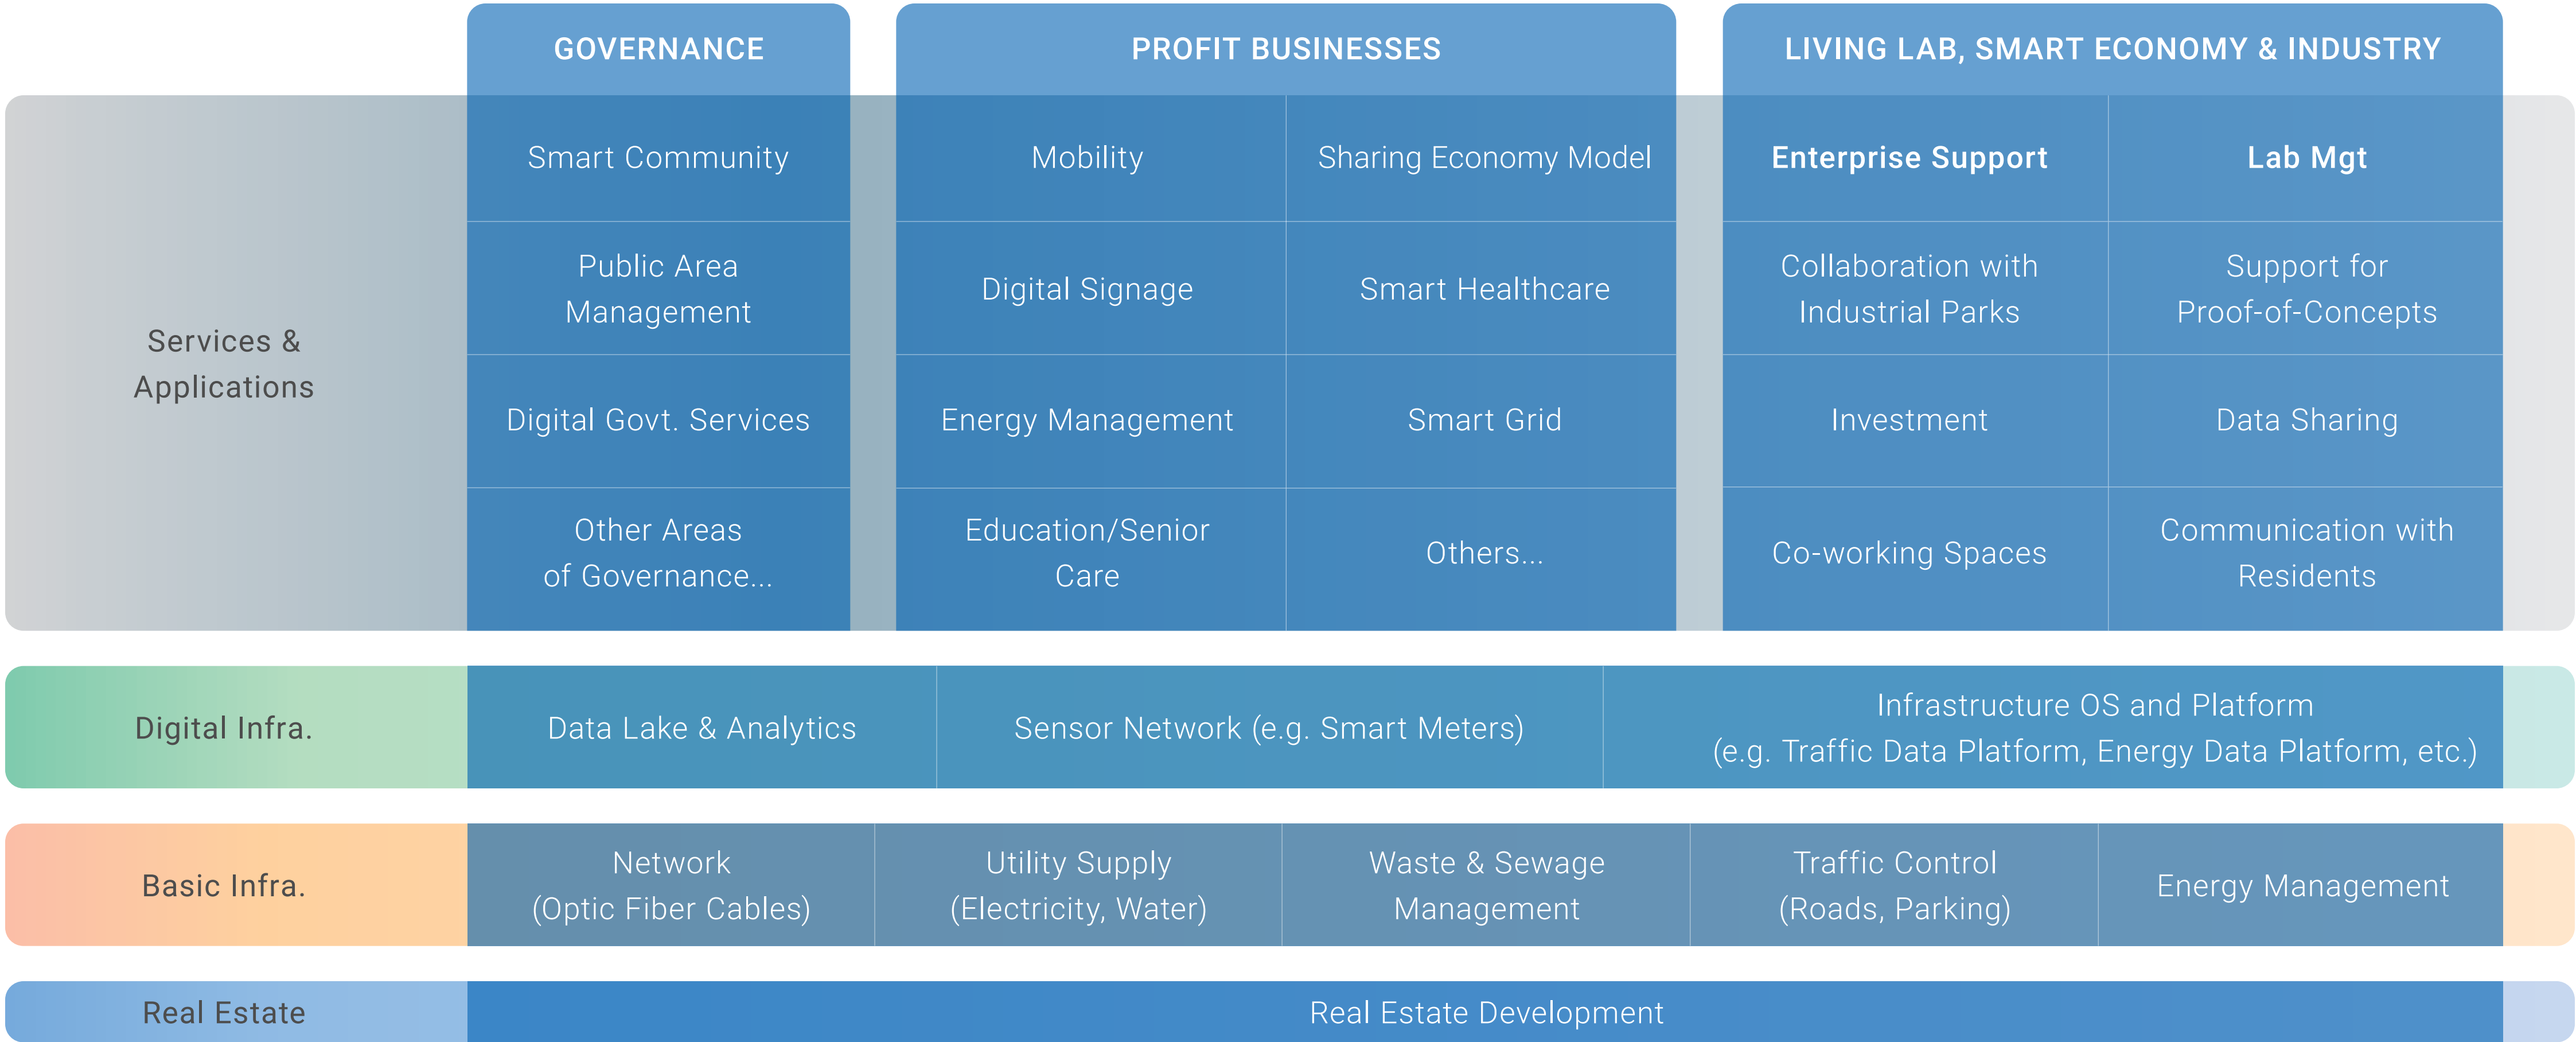 GOVERNANCE
PROFIT BUSINESSES
LIVING LAB, SMART ECONOMY & INDUSTRY
Services &
Applications
Smart Community
Mobility
Sharing Economy Model
Enterprise Support
Lab Mgt
Public Area
Management
Digital Signage
Smart Healthcare
Collaboration with
Industrial Parks
Support for
Proof-of-Concepts
Digital Govt. Services
Energy Management
Smart Grid
Investment
Data Sharing
Other Areas
of Governance...
Education/Senior
Care
Others...
Co-working Spaces
Communication with
Residents
Digital Infra.
Data Lake & Analytics
Sensor Network (e.g. Smart Meters)
Infrastructure OS and Platform
(e.g. Traffic Data Platform, Energy Data Platform, etc.)
Basic Infra.
Network
(Optic Fiber Cables)
Utility Supply
(Electricity, Water)
Waste & Sewage
Management
Traffic Control
(Roads, Parking)
Energy Management
Real Estate
Real Estate Development